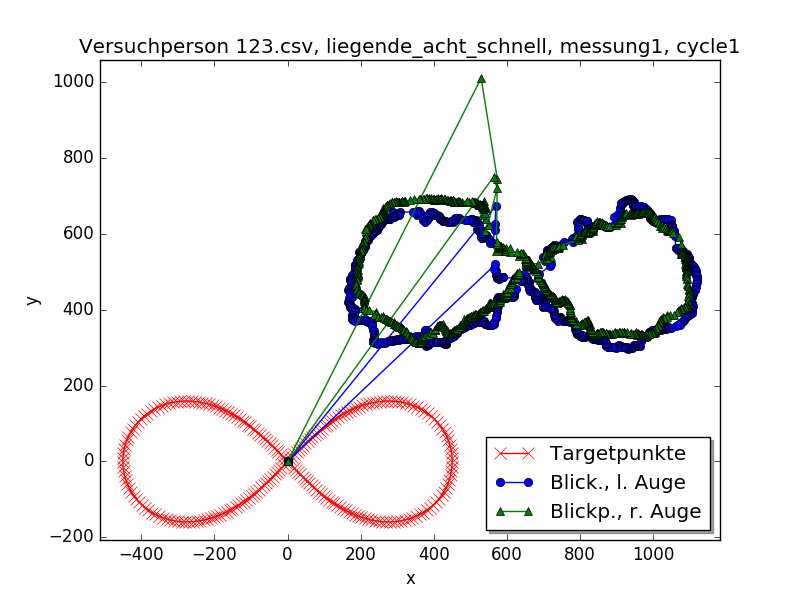 Versuchperson 123.csv, liegende_acht_schnell, messung1, cycle1
1000
800
600
400
200
0
−200
y
−400
−200
0
200
400
600
800
1000
x
Targetpunkte
Blick., l. Auge
Blickp., r. Auge